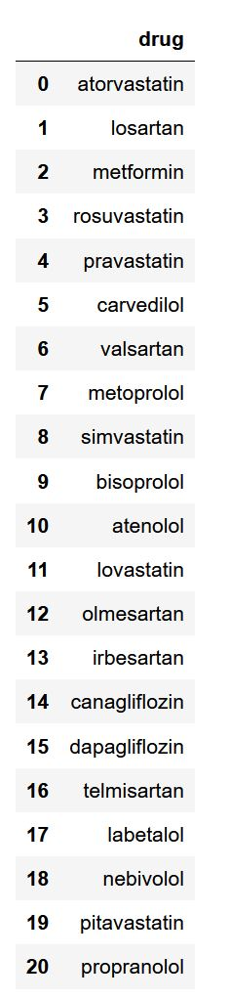 drug
0 atorvastatin
1 losartan
2 metformin
3 rosuvastatin
4 pravastatin
5 carvedilol
6 valsartan
7 metoprolol
8 simvastatin
9 bisoprolol
10 atenolol
11 lovastatin
12 olmesartan
13 irbesartan
14 canagliflozin
15 dapagliflozin
16 telmisartan
17 labetalol
18 nebivolol
19 pitavastatin
20 propranolol